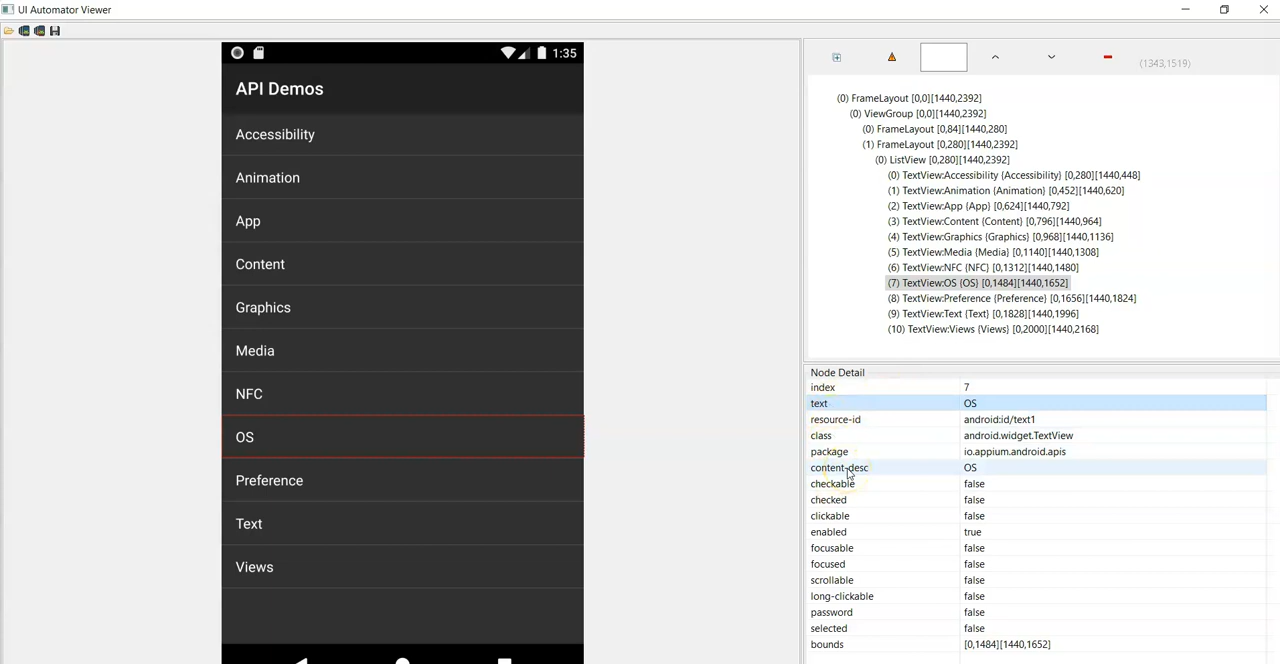 UI Automator Viewer
1:35
API Demos
Accessibility
Animation
App
Content
Graphics
Media
NFC
OS
Preference
Text
Views
(1343,1519)
(0) FrameLayout [0,0][1440,2392]
(0) ViewGroup [0,0][1440,2392]
(0) FrameLayout [0,84][1440,280]
(1) FrameLayout [0,280][1440,2392]
(0) ListView [0,280][1440,2392]
(0) TextView:Accessibility {Accessibility} [0,280][1440,448]
(1) TextView:Animation {Animation} [0,452][1440,620]
(2) TextView:App {App} [0,624][1440,792]
(3) TextView:Content {Content} [0,796][1440,964]
(4) TextView:Graphics {Graphics} [0,968][1440,1136]
(5) TextView:Media {Media} [0,1140][1440,1308]
(6) TextView:NFC {NFC} [0,1312][1440,1480]
(7) TextView:OS {OS} [0,1484][1440,1652]
(8) TextView:Preference {Preference} [0,1656][1440,1824]
(9) TextView:Text {Text} [0,1828][1440,1996]
(10) TextView:Views {Views} [0,2000][1440,2168]
Node Detail
index 7
text OS
resource-id android:id/text1
class android.widget.TextView
package io.appium.android.apis
content-desc OS
checkable false
checked false
clickable false
enabled true
focusable false
focused false
scrollable false
long-clickable false
password false
selected false
bounds [0,1484][1440,1652]